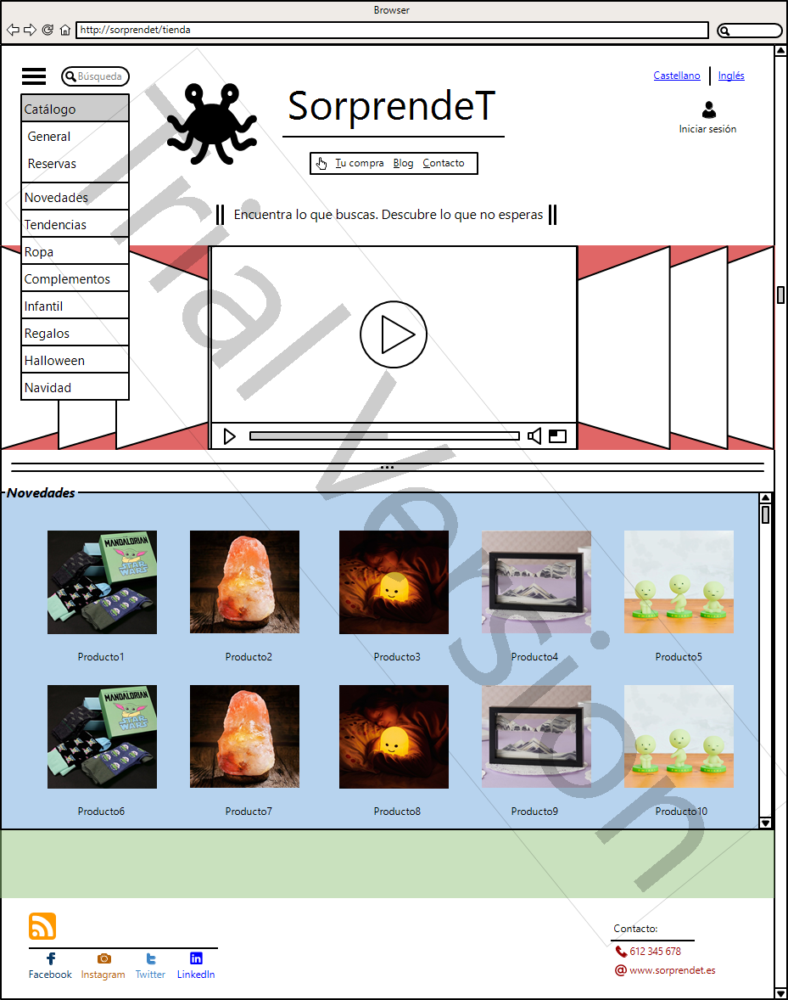 Browser
http://sorprendet/tienda
Búsqueda
Castellano
Inglés
SorprendeT
Iniciar sesión
Tu compra Blog Contacto
Encuentra lo que buscas. Descubre lo que no esperas
Catálogo
General
Reservas
Novedades
Tendencias
Ropa
Complementos
Infantil
Regalos
Halloween
Navidad
Novedades
MANDALORIAN
STAR
WARS
Producto1
Producto2
Producto3
Producto4
Producto5
MANDALORIAN
STAR
WARS
Producto6
Producto7
Producto8
Producto9
Producto10
Facebook
Instagram
Twitter
LinkedIn
Contacto:
612 345 678
@ www.sorprendet.es
Trial Version